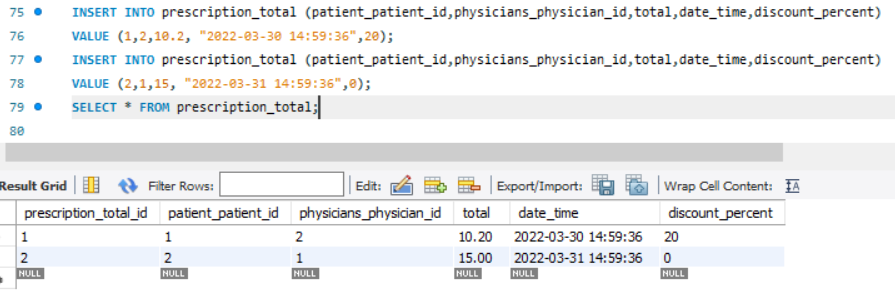 75 INSERT INTO prescription_total (patient_patient_id,physicians_physician_id,total,date_time,discount_percent)
76 VALUE (1,2,10.2, "2022-03-30 14:59:36",20);
77 INSERT INTO prescription_total (patient_patient_id,physicians_physician_id,total,date_time,discount_percent)
78 VALUE (2,1,15, "2022-03-31 14:59:36",0);
79 SELECT * FROM prescription_total;
80
Result Grid Filter Rows: Edit: Export/Import: Wrap Cell Content: IA
prescription_total_id patient_patient_id physicians_physician_id total date_time discount_percent
1 1 2 10.20 2022-03-30 14:59:36 20
2 2 1 15.00 2022-03-31 14:59:36 0
NULL NULL NULL NULL NULL NULL